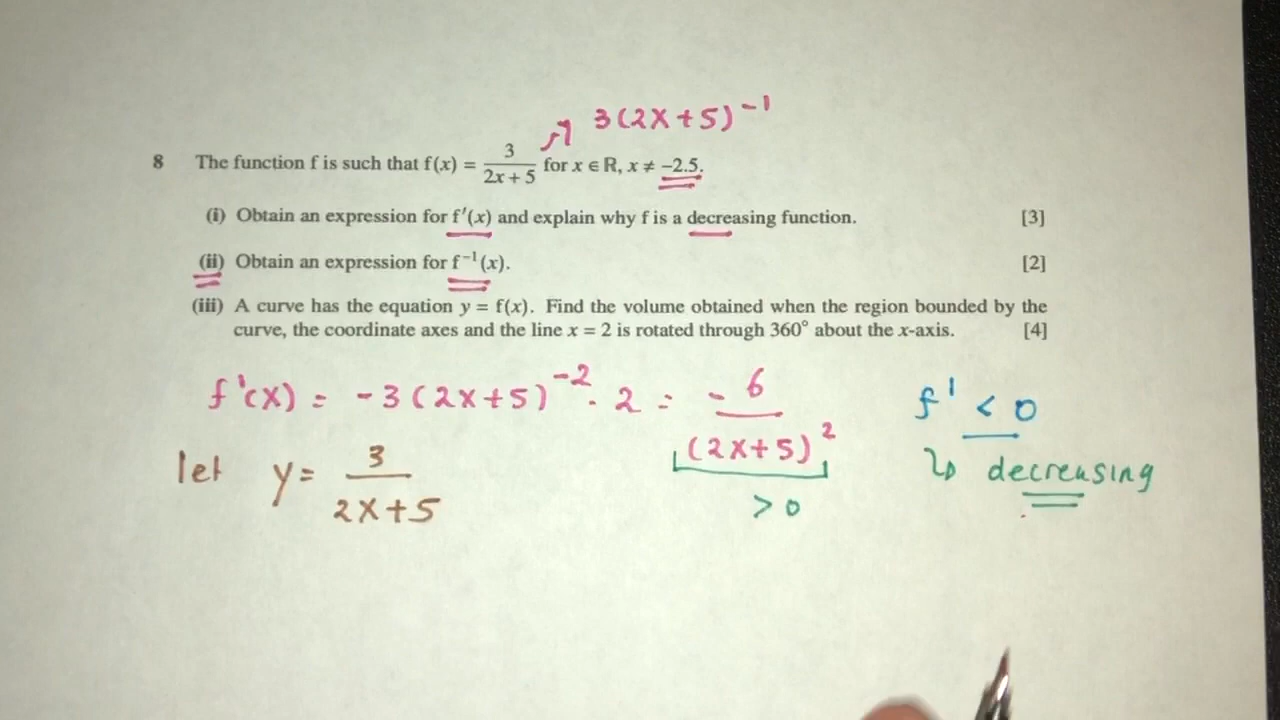 3(2x+5)⁻¹
8 The function f is such that f(x) = 3/(2x + 5) for x ∈ R, x ≠ −2.5.
(i) Obtain an expression for f′(x) and explain why f is a decreasing function. [3]
(ii) Obtain an expression for f⁻¹(x). [2]
(iii) A curve has the equation y = f(x). Find the volume obtained when the region bounded by the
curve, the coordinate axes and the line x = 2 is rotated through 360° about the x-axis. [4]
f'(x) = -3(2x+5)⁻² · 2 = -6/(2x+5)²
f' < 0
decreasing
let y = 3/(2x+5)
> 0